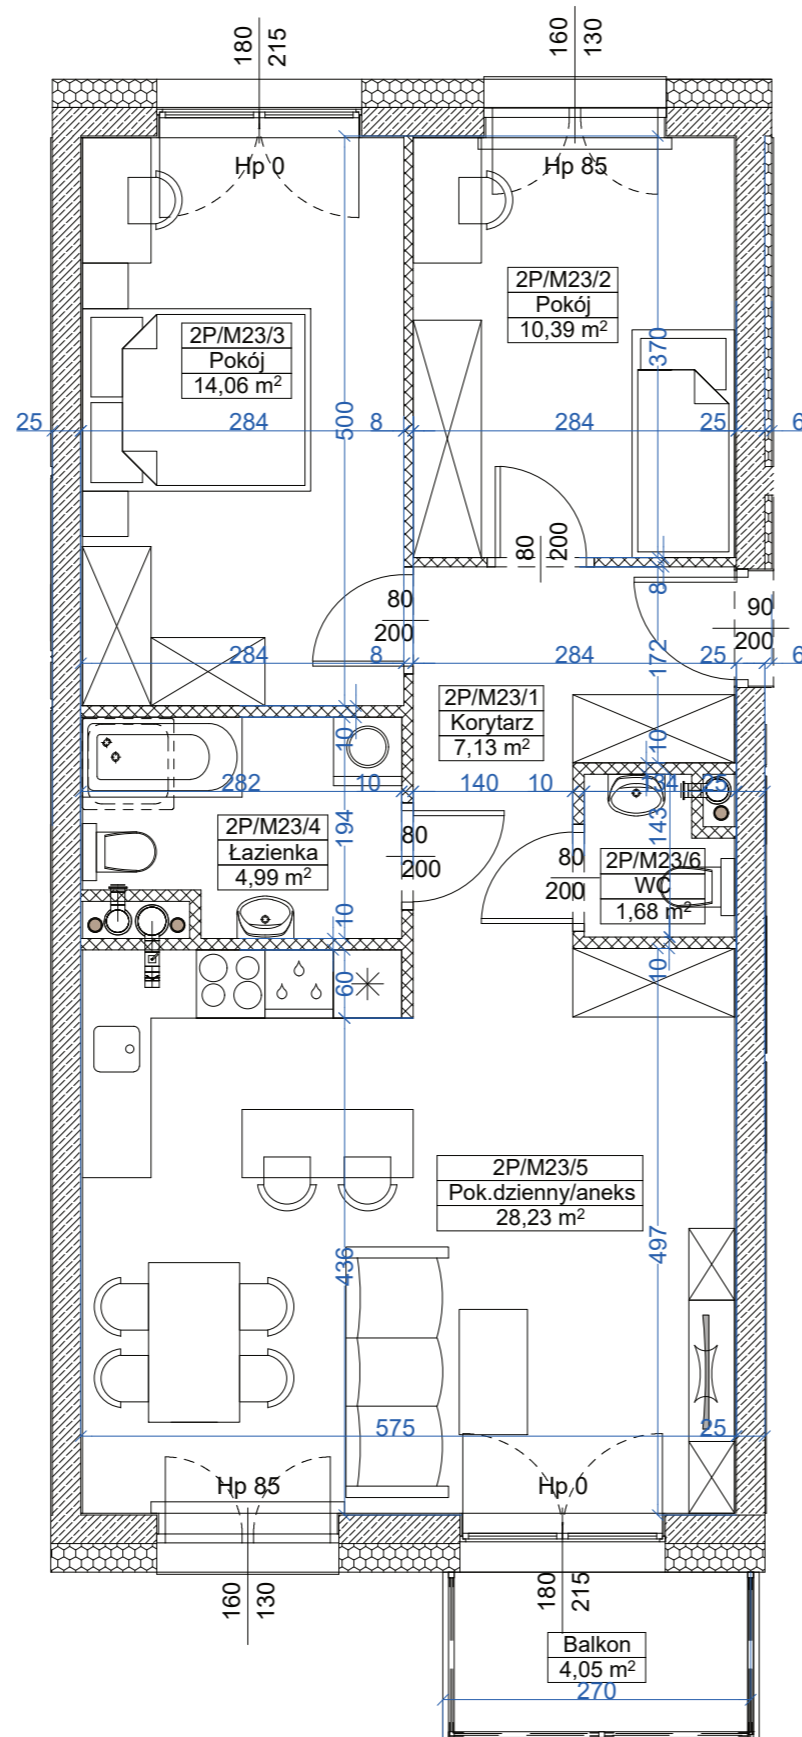 180
215
160
130
Hp 0
Hp 85
2P/M23/2
Pokój
10,39 m²
2P/M23/3
Pokój
14,06 m²
370
500
25
284
8
284
25
6
80
200
80
200
8
90
200
284
8
284
172
25
6
2P/M23/1
Korytarz
7,13 m²
10
10
282
10
140
10
134
25
194
143
2P/M23/4
Łazienka
4,99 m²
80
200
80
200
2P/M23/6
WC
1,68 m²
10
10
60
2P/M23/5
Pok.dzienny/aneks
28,23 m²
436
497
575
25
Hp 85
Hp 0
160
130
180
215
Balkon
4,05 m²
270